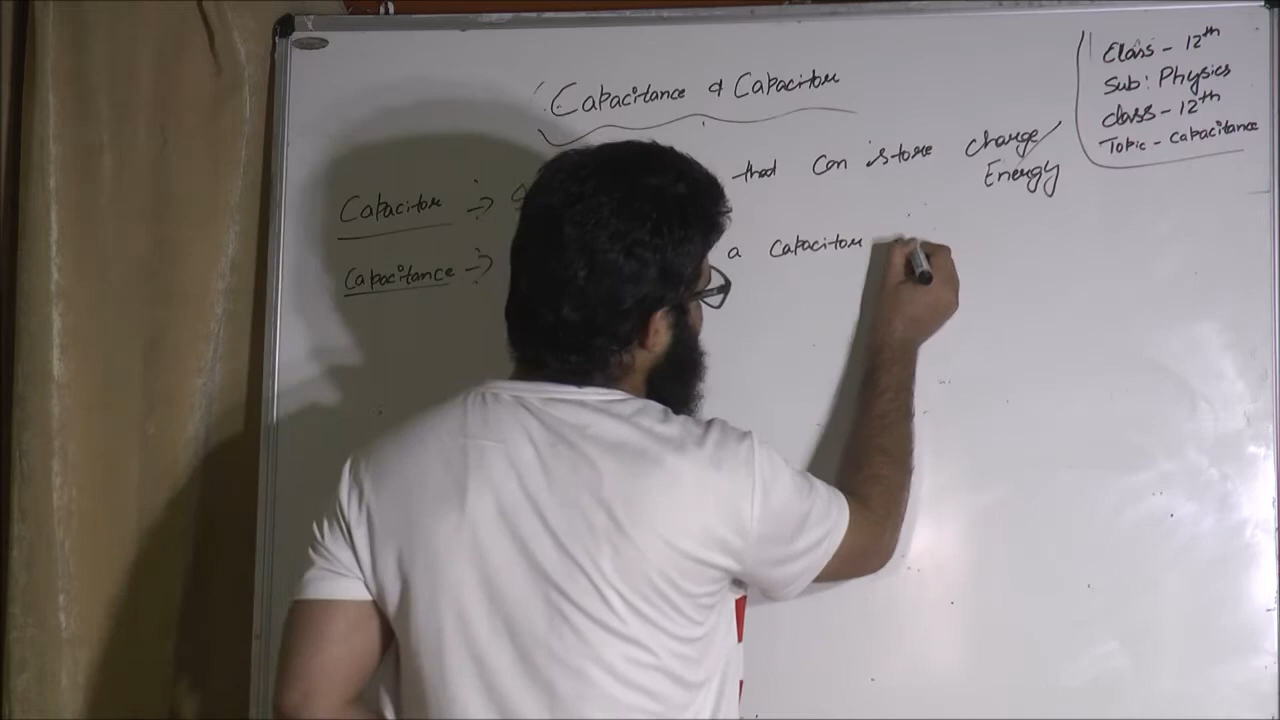 Capacitance & Capacitor
Class - 12th
Sub: Physics
class - 12th
Topic - capacitance
Capacitor -> that can store charge/
Energy
Capacitance -> a capacitor